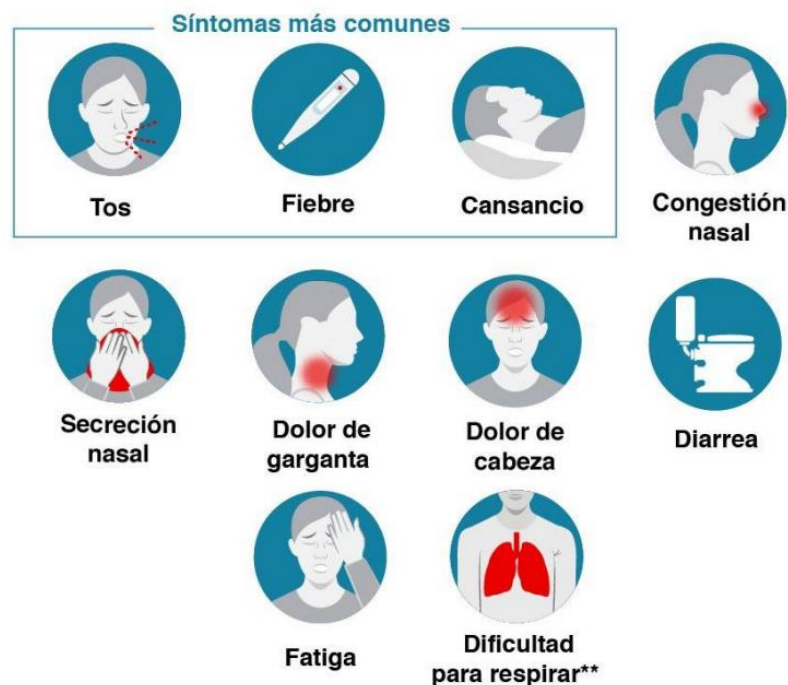 Síntomas más comunes
Tos
Fiebre
Cansancio
Congestión
nasal
Secreción
nasal
Dolor de
garganta
Dolor de
cabeza
Diarrea
Fatiga
Dificultad
para respirar**